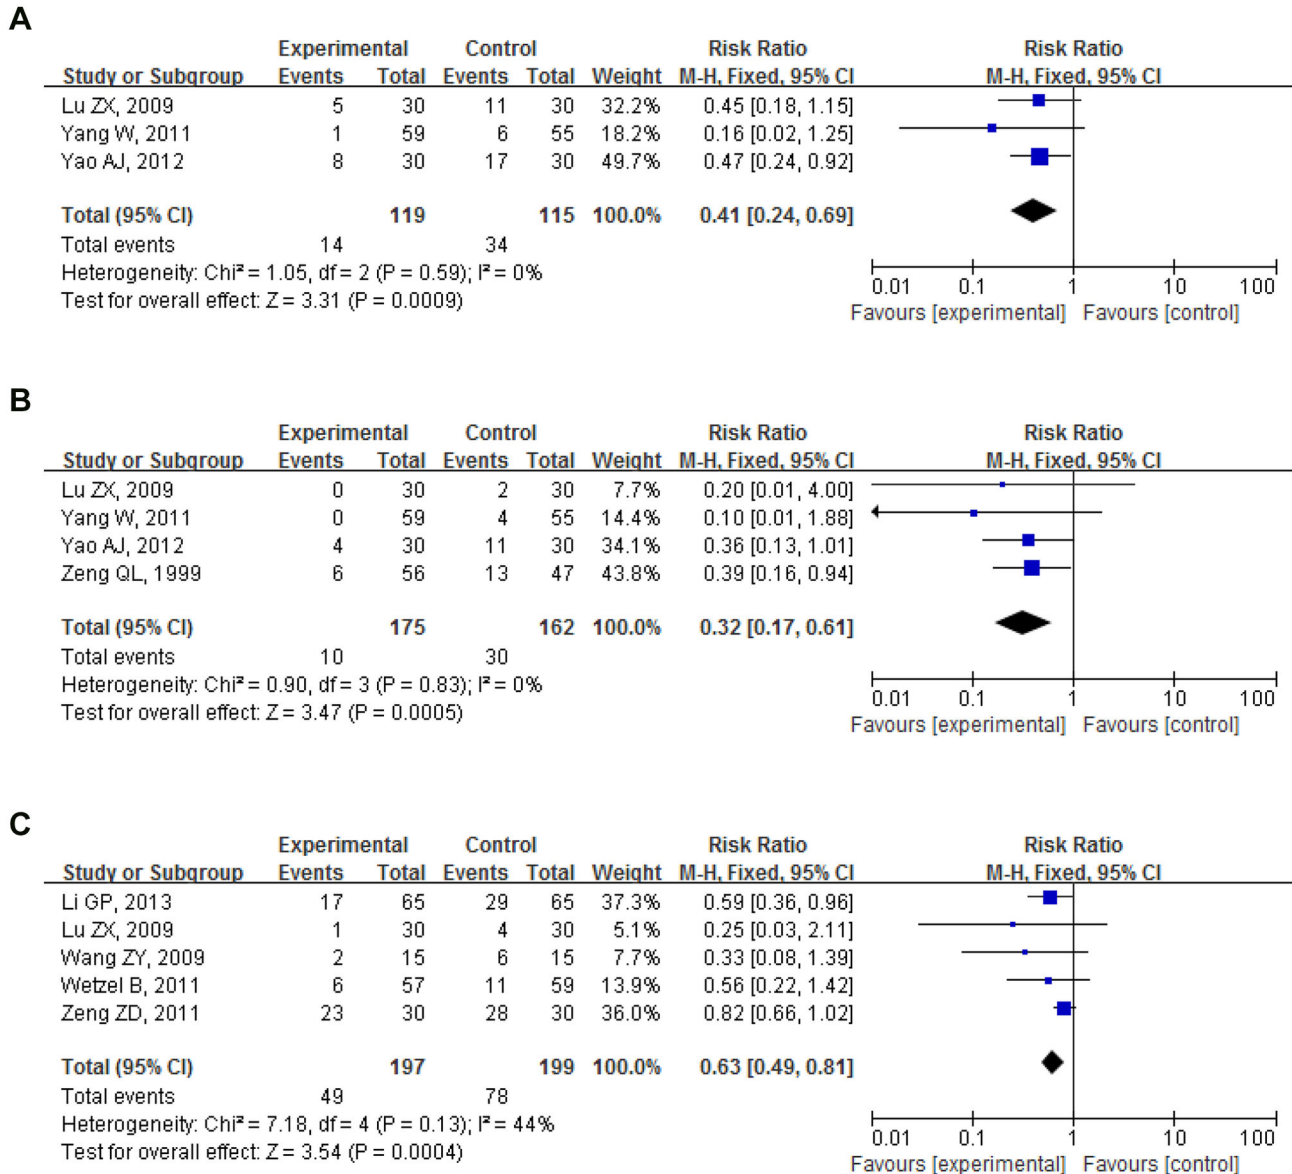 A
Experimental Control Risk Ratio Risk Ratio
Study or Subgroup Events Total Events Total Weight M-H, Fixed, 95% CI M-H, Fixed, 95% CI
Lu ZX, 2009 5 30 11 30 32.2% 0.45 [0.18, 1.15]
Yang W, 2011 1 59 6 55 18.2% 0.16 [0.02, 1.25]
Yao AJ, 2012 8 30 17 30 49.7% 0.47 [0.24, 0.92]
Total (95% CI) 119 115 100.0% 0.41 [0.24, 0.69]
Total events 14 34
Heterogeneity: Chi² = 1.05, df = 2 (P = 0.59); I² = 0%
Test for overall effect: Z = 3.31 (P = 0.0009)
0.01 0.1 1 10 100
Favours [experimental] Favours [control]
B
Experimental Control Risk Ratio Risk Ratio
Study or Subgroup Events Total Events Total Weight M-H, Fixed, 95% CI M-H, Fixed, 95% CI
Lu ZX, 2009 0 30 2 30 7.7% 0.20 [0.01, 4.00]
Yang W, 2011 0 59 4 55 14.4% 0.10 [0.01, 1.88]
Yao AJ, 2012 4 30 11 30 34.1% 0.36 [0.13, 1.01]
Zeng QL, 1999 6 56 13 47 43.8% 0.39 [0.16, 0.94]
Total (95% CI) 175 162 100.0% 0.32 [0.17, 0.61]
Total events 10 30
Heterogeneity: Chi² = 0.90, df = 3 (P = 0.83); I² = 0%
Test for overall effect: Z = 3.47 (P = 0.0005)
0.01 0.1 1 10 100
Favours [experimental] Favours [control]
C
Experimental Control Risk Ratio Risk Ratio
Study or Subgroup Events Total Events Total Weight M-H, Fixed, 95% CI M-H, Fixed, 95% CI
Li GP, 2013 17 65 29 65 37.3% 0.59 [0.36, 0.96]
Lu ZX, 2009 1 30 4 30 5.1% 0.25 [0.03, 2.11]
Wang ZY, 2009 2 15 6 15 7.7% 0.33 [0.08, 1.39]
Wetzel B, 2011 6 57 11 59 13.9% 0.56 [0.22, 1.42]
Zeng ZD, 2011 23 30 28 30 36.0% 0.82 [0.66, 1.02]
Total (95% CI) 197 199 100.0% 0.63 [0.49, 0.81]
Total events 49 78
Heterogeneity: Chi² = 7.18, df = 4 (P = 0.13); I² = 44%
Test for overall effect: Z = 3.54 (P = 0.0004)
0.01 0.1 1 10 100
Favours [experimental] Favours [control]